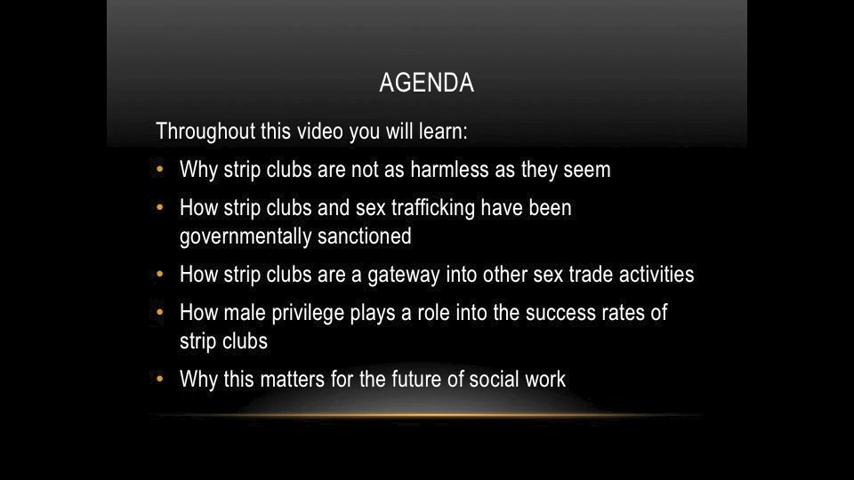 AGENDA
Throughout this video you will learn:
• Why strip clubs are not as harmless as they seem
• How strip clubs and sex trafficking have been
governmentally sanctioned
• How strip clubs are a gateway into other sex trade activities
• How male privilege plays a role into the success rates of
strip clubs
• Why this matters for the future of social work